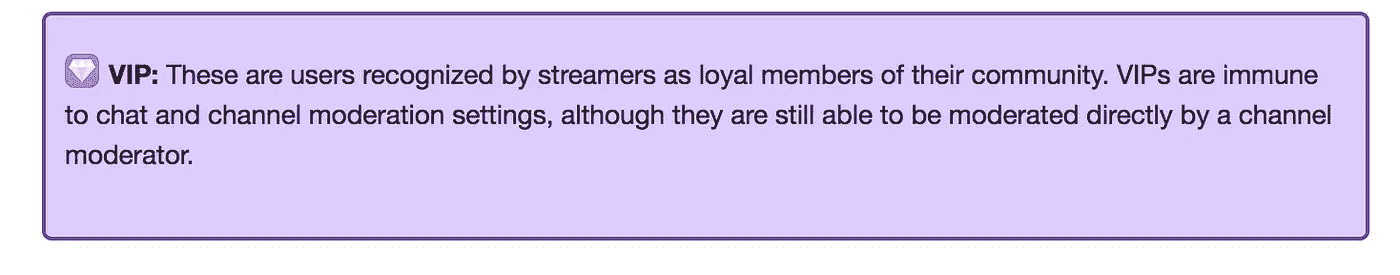 VIP: These are users recognized by streamers as loyal members of their community. VIPs are immune
to chat and channel moderation settings, although they are still able to be moderated directly by a channel
moderator.